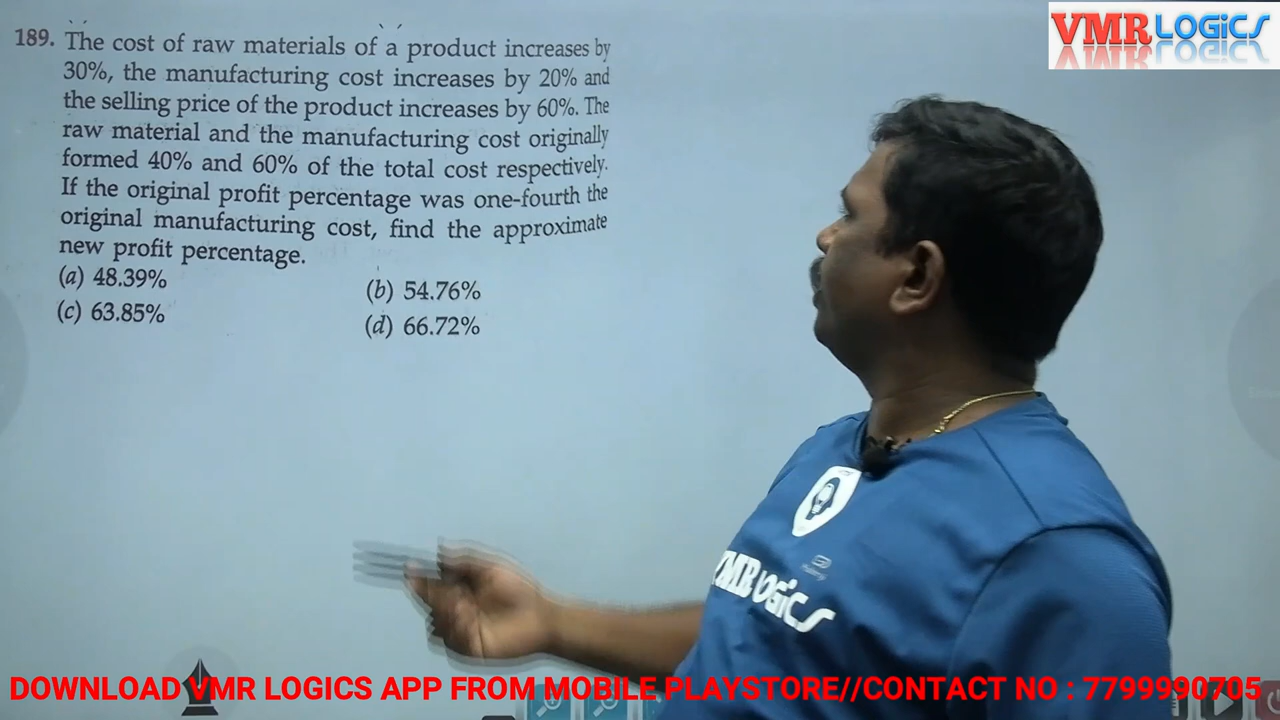 VMR LOGICS
189. The cost of raw materials of a product increases by
30%, the manufacturing cost increases by 20% and
the selling price of the product increases by 60%. The
raw material and the manufacturing cost originally
formed 40% and 60% of the total cost respectively.
If the original profit percentage was one-fourth the
original manufacturing cost, find the approximate
new profit percentage.
(a) 48.39% (b) 54.76%
(c) 63.85% (d) 66.72%
VMR LOGICS
DOWNLOAD VMR LOGICS APP FROM MOBILE PLAYSTORE//CONTACT NO : 7799990705